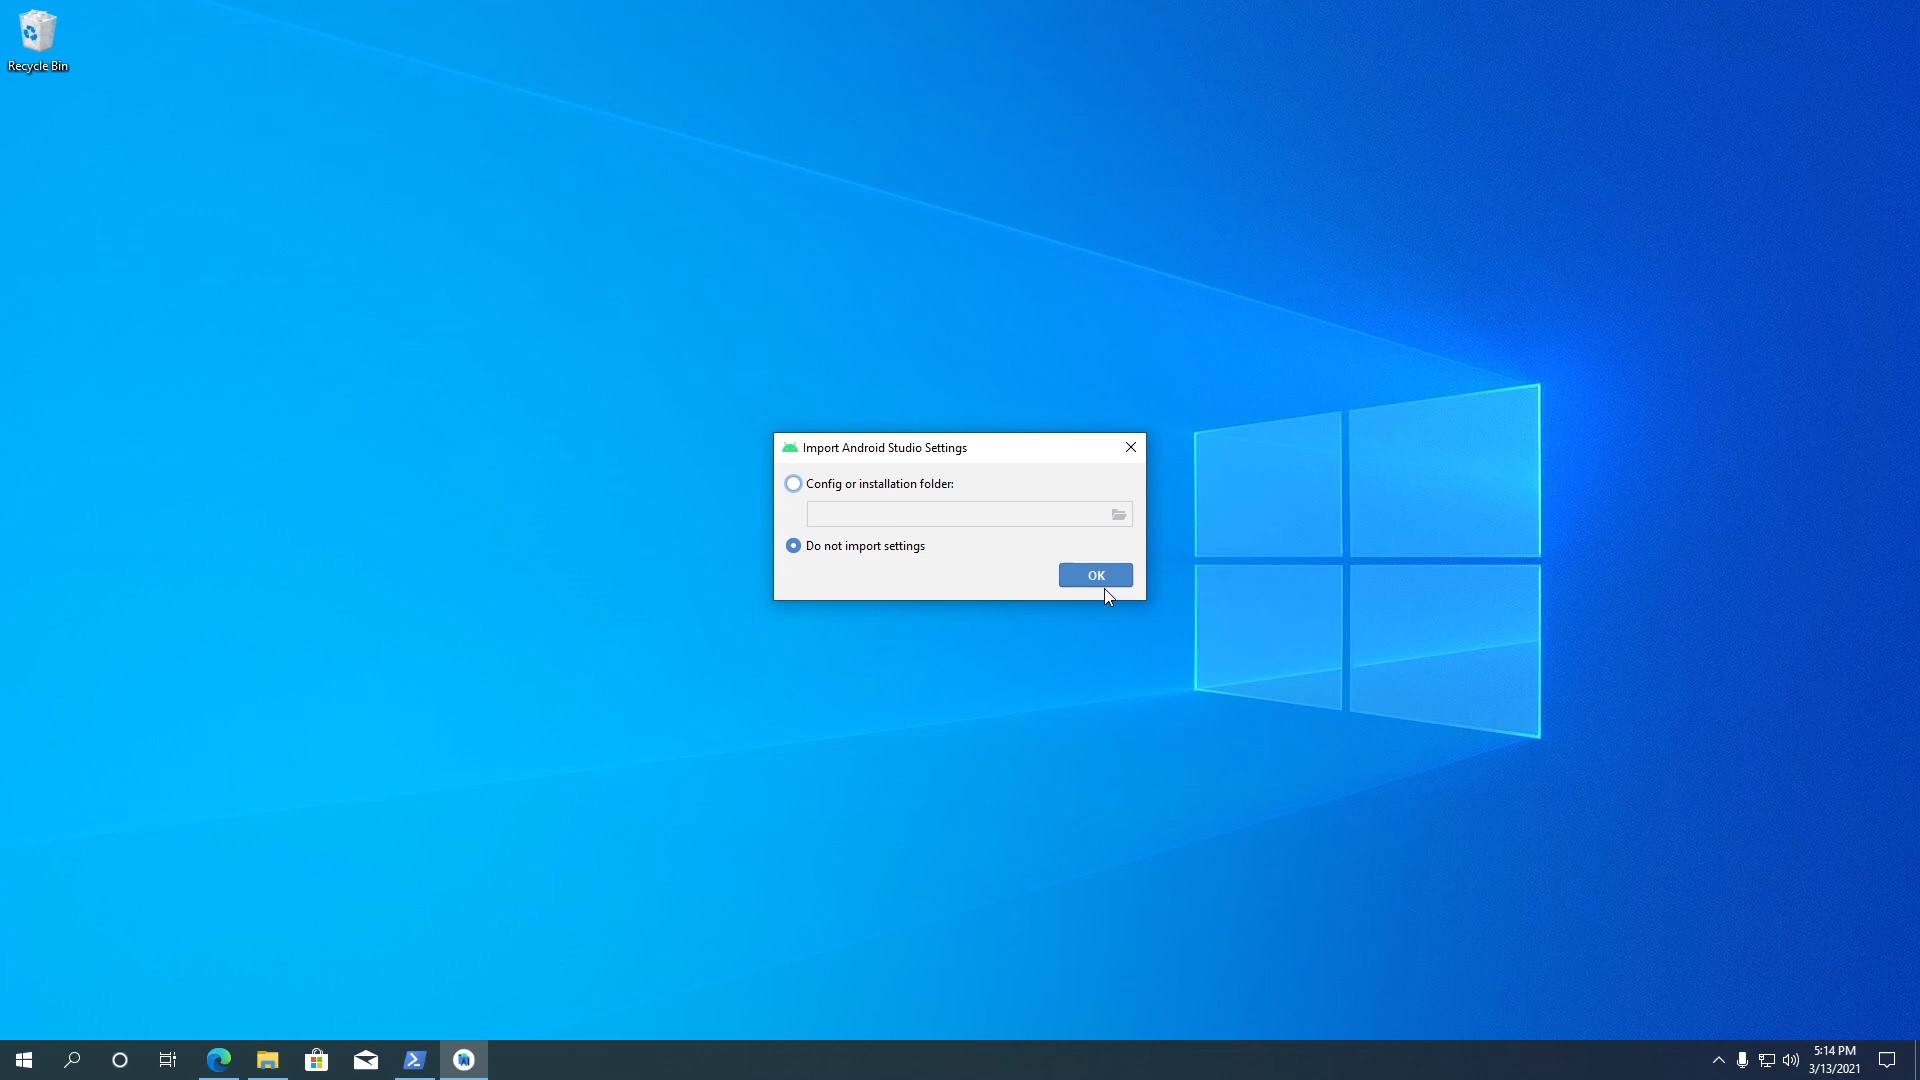 Recycle Bin
Import Android Studio Settings
Config or installation folder:
Do not import settings
OK
5:14 PM
3/13/2021